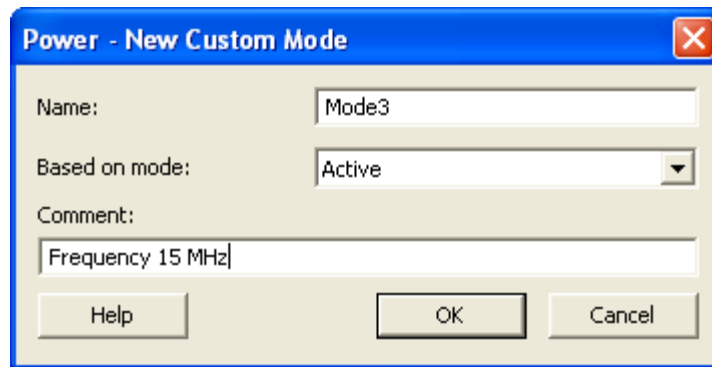 Power - New Custom Mode
Name: Mode3
Based on mode: Active
Comment:
Frequency 15 MHz
Help OK Cancel